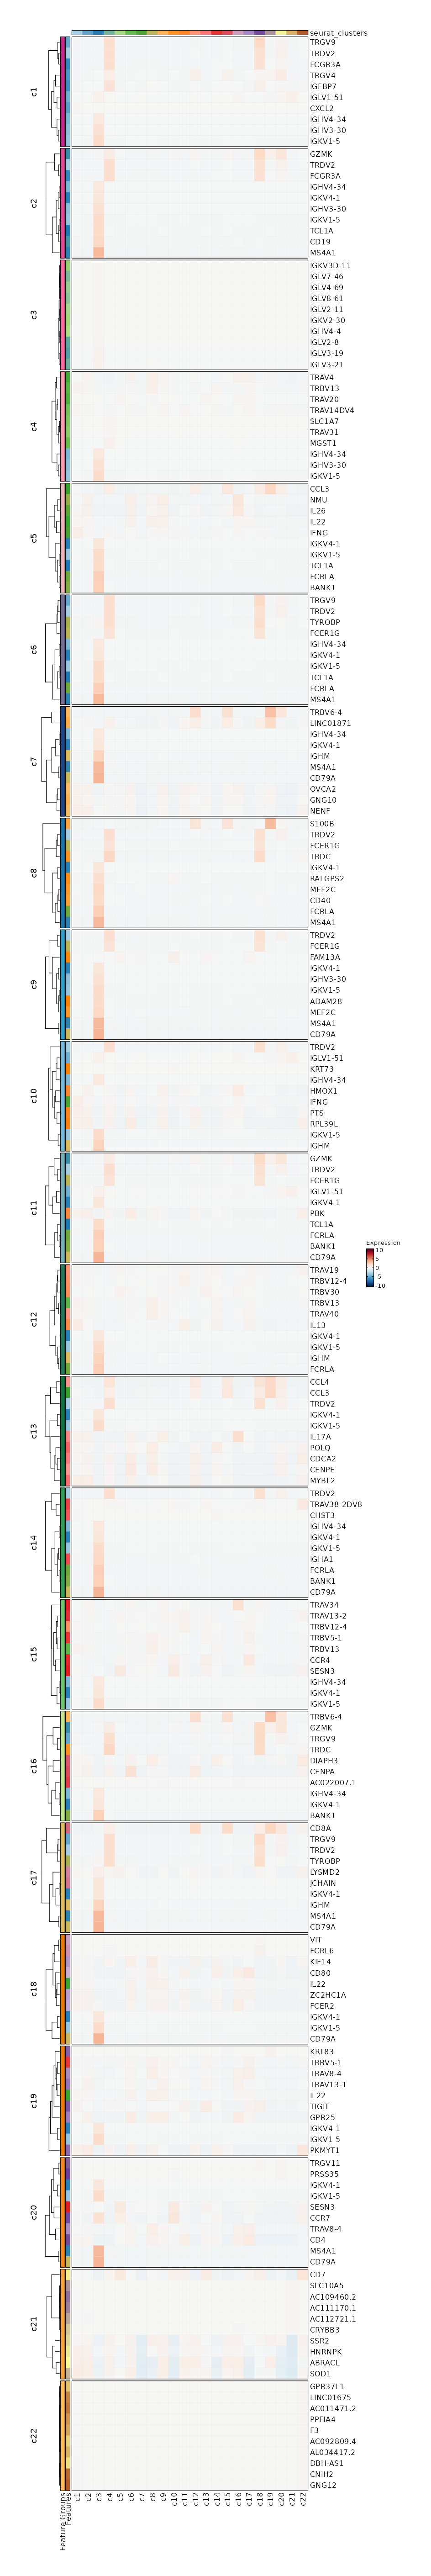 seurat_clusters
c1
TRGV9
TRDV2
FCGR3A
TRGV4
IGFBP7
IGLV1-51
CXCL2
IGHV4-34
IGHV3-30
IGKV1-5
c2
GZMK
TRDV2
FCGR3A
IGHV4-34
IGKV4-1
IGHV3-30
IGKV1-5
TCL1A
CD19
MS4A1
c3
IGKV3D-11
IGLV7-46
IGLV4-69
IGLV8-61
IGLV2-11
IGKV2-30
IGHV4-4
IGLV2-8
IGLV3-19
IGLV3-21
c4
TRAV4
TRBV13
TRAV20
TRAV14DV4
SLC1A7
TRAV31
MGST1
IGHV4-34
IGHV3-30
IGKV1-5
c5
CCL3
NMU
IL26
IL22
IFNG
IGKV4-1
IGKV1-5
TCL1A
FCRLA
BANK1
c6
TRGV9
TRDV2
TYROBP
FCER1G
IGHV4-34
IGKV4-1
IGKV1-5
TCL1A
FCRLA
MS4A1
c7
TRBV6-4
LINC01871
IGHV4-34
IGKV4-1
IGHM
MS4A1
CD79A
OVCA2
GNG10
NENF
c8
S100B
TRDV2
FCER1G
TRDC
IGKV4-1
RALGPS2
MEF2C
CD40
FCRLA
MS4A1
c9
TRDV2
FCER1G
FAM13A
IGKV4-1
IGHV3-30
IGKV1-5
ADAM28
MEF2C
MS4A1
CD79A
c10
TRDV2
IGLV1-51
KRT73
IGHV4-34
HMOX1
IFNG
PTS
RPL39L
IGKV1-5
IGHM
c11
GZMK
TRDV2
FCER1G
IGLV1-51
IGKV4-1
PBK
TCL1A
FCRLA
BANK1
CD79A
Expression
10
5
0
-5
-10
c12
TRAV19
TRBV12-4
TRBV30
TRBV13
TRAV40
IL13
IGKV4-1
IGKV1-5
IGHM
FCRLA
c13
CCL4
CCL3
TRDV2
IGKV4-1
IGKV1-5
IL17A
POLQ
CDCA2
CENPE
MYBL2
c14
TRDV2
TRAV38-2DV8
CHST3
IGHV4-34
IGKV4-1
IGKV1-5
IGHA1
FCRLA
BANK1
CD79A
c15
TRAV34
TRAV13-2
TRBV12-4
TRBV5-1
TRBV13
CCR4
SESN3
IGHV4-34
IGKV4-1
IGKV1-5
c16
TRBV6-4
GZMK
TRGV9
TRDC
DIAPH3
CENPA
AC022007.1
IGHV4-34
IGKV4-1
BANK1
c17
CD8A
TRGV9
TRDV2
TYROBP
LYSMD2
JCHAIN
IGKV4-1
IGHM
MS4A1
CD79A
c18
VIT
FCRL6
KIF14
CD80
IL22
ZC2HC1A
FCER2
IGKV4-1
IGKV1-5
CD79A
c19
KRT83
TRBV5-1
TRAV8-4
TRAV13-1
IL22
TIGIT
GPR25
IGKV4-1
IGKV1-5
PKMYT1
c20
TRGV11
PRSS35
IGKV4-1
IGKV1-5
SESN3
CCR7
TRAV8-4
CD4
MS4A1
CD79A
c21
CD7
SLC10A5
AC109460.2
AC111170.1
AC112721.1
CRYBB3
SSR2
HNRNPK
ABRACL
SOD1
c22
GPR37L1
LINC01675
AC011471.2
PPFIA4
F3
AC092809.4
AL034417.2
DBH-AS1
CNIH2
GNG12
Feature Groups
Features
c1
c2
c3
c4
c5
c6
c7
c8
c9
c10
c11
c12
c13
c14
c15
c16
c17
c18
c19
c20
c21
c22